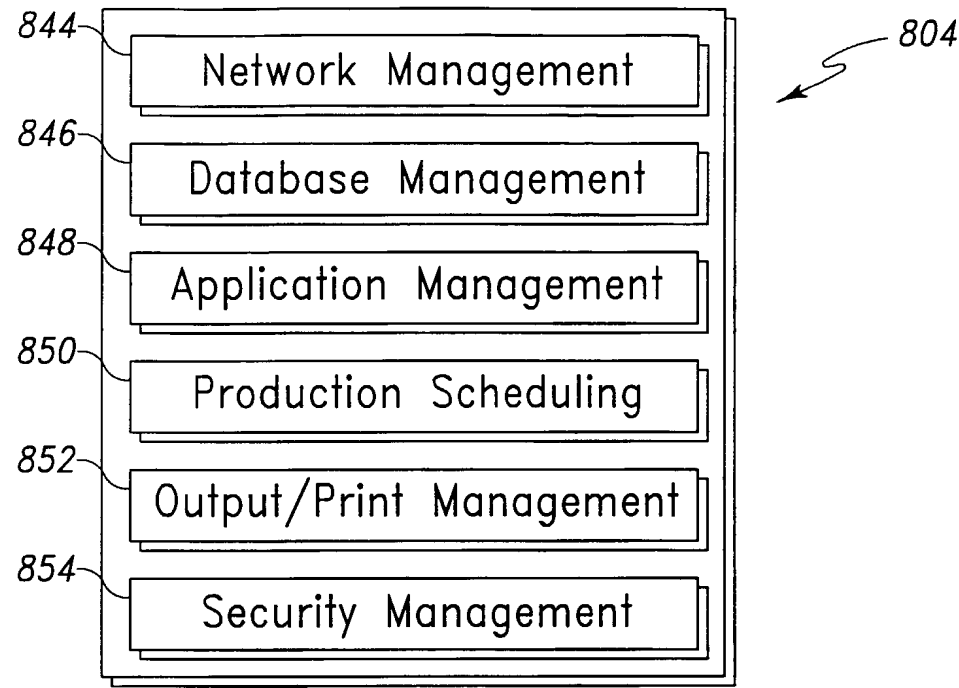 844
Network Management
804
846
Database Management
848
Application Management
850
Production Scheduling
852
Output/Print Management
854
Security Management